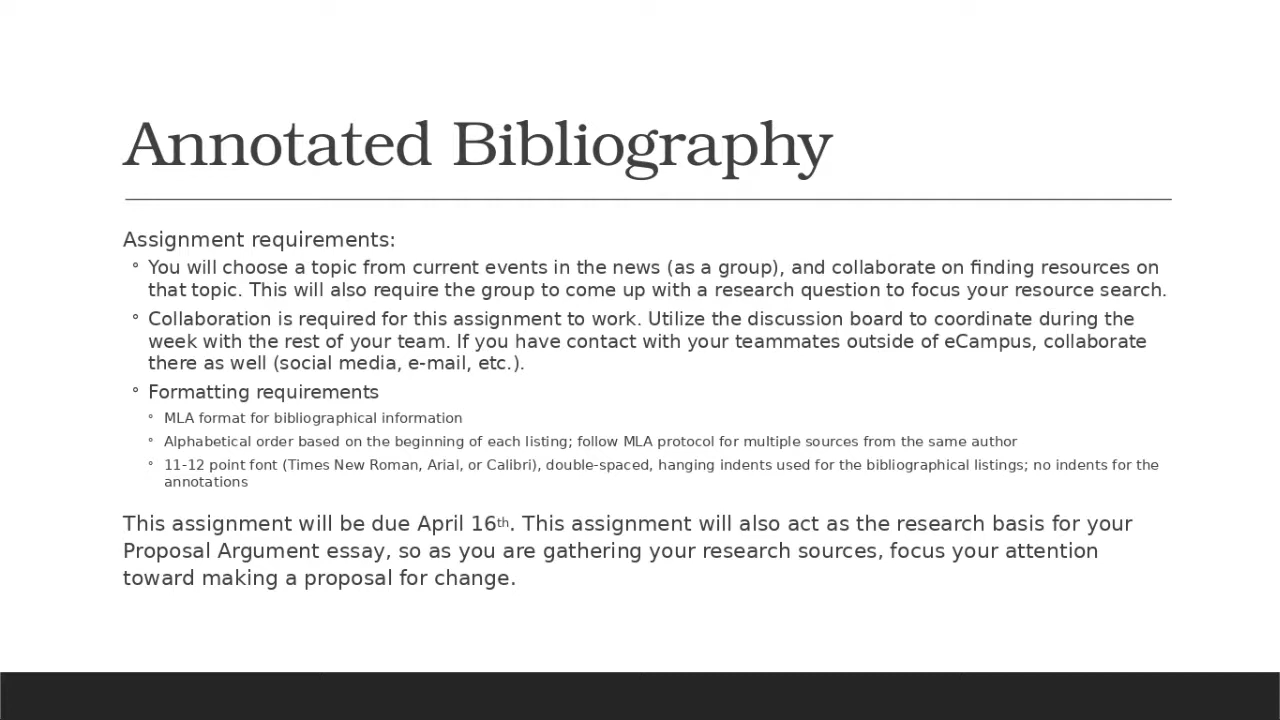 Annotated Bibliography
Assignment requirements:
◦ You will choose a topic from current events in the news (as a group), and collaborate on finding resources on
that topic. This will also require the group to come up with a research question to focus your resource search.
◦ Collaboration is required for this assignment to work. Utilize the discussion board to coordinate during the
week with the rest of your team. If you have contact with your teammates outside of eCampus, collaborate
there as well (social media, e-mail, etc.).
◦ Formatting requirements
◦ MLA format for bibliographical information
◦ Alphabetical order based on the beginning of each listing; follow MLA protocol for multiple sources from the same author
◦ 11-12 point font (Times New Roman, Arial, or Calibri), double-spaced, hanging indents used for the bibliographical listings; no indents for the
annotations
This assignment will be due April 16th. This assignment will also act as the research basis for your
Proposal Argument essay, so as you are gathering your research sources, focus your attention
toward making a proposal for change.